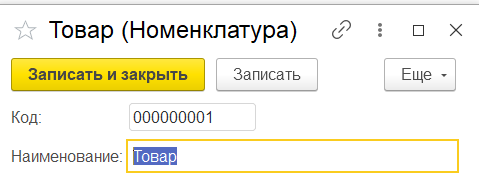 Товар (Номенклатура)
Записать и закрыть Записать Еще
Код: 000000001
Наименование: Товар